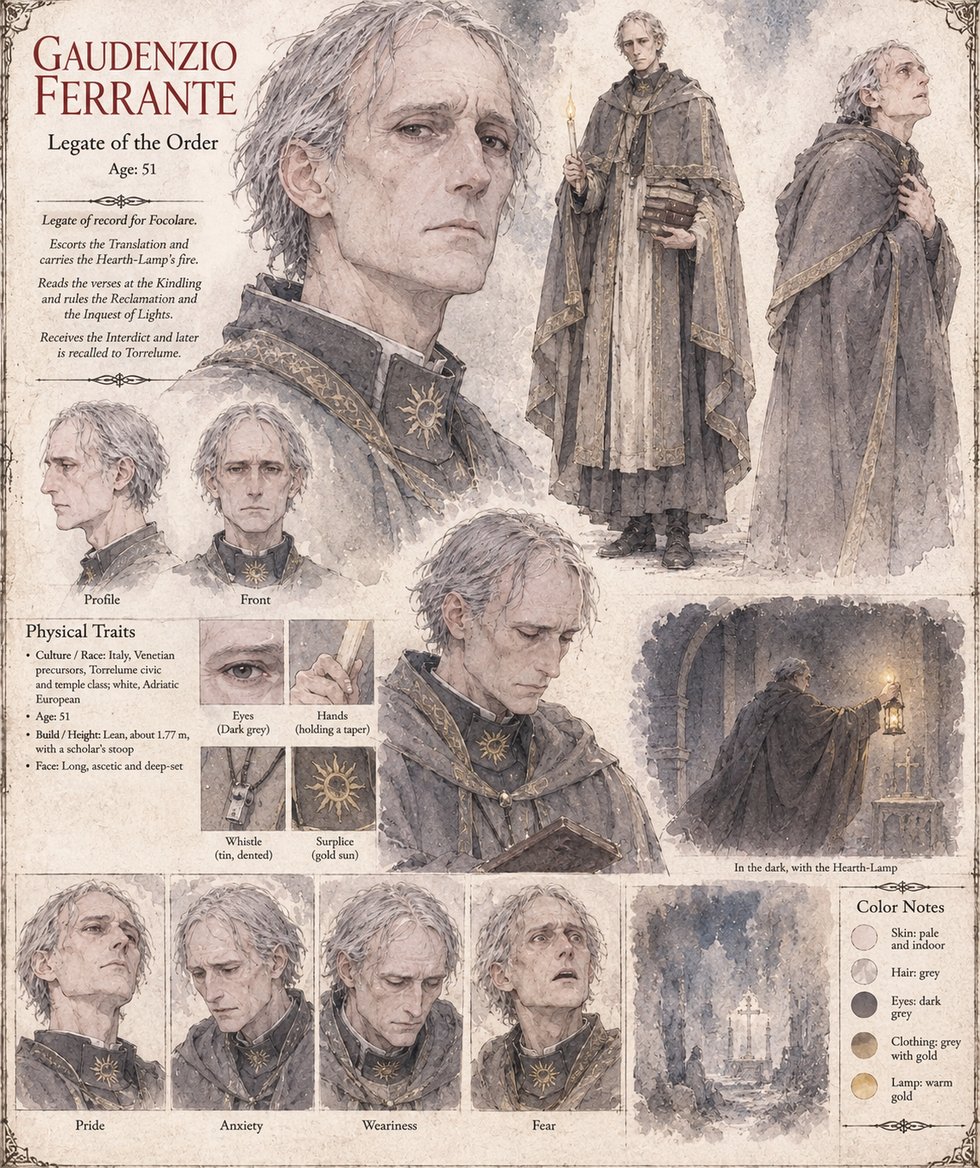 GAUDENZIO
FERRANTE
Legate of the Order
Age: 51
Legate of record for Focolare.
Escorts the Translation and
carries the Hearth-Lamp's fire.
Reads the verses at the Kindling
and rules the Reclamation and
the Inquest of Lights.
Receives the Interdict and later
is recalled to Torrelume.
Profile
Front
Physical Traits
• Culture / Race: Italy, Venetian
precursors, Torrelume civic
and temple class; white, Adriatic
European
• Age: 51
• Build / Height: Lean, about 1.77 m,
with a scholar's stoop
• Face: Long, ascetic and deep-set
Eyes
(Dark grey)
Hands
(holding a taper)
Whistle
(tin, dented)
Surplice
(gold sun)
In the dark, with the Hearth-Lamp
Pride
Anxiety
Weariness
Fear
Color Notes
Skin: pale
and indoor
Hair: grey
Eyes: dark
grey
Clothing: grey
with gold
Lamp: warm
gold